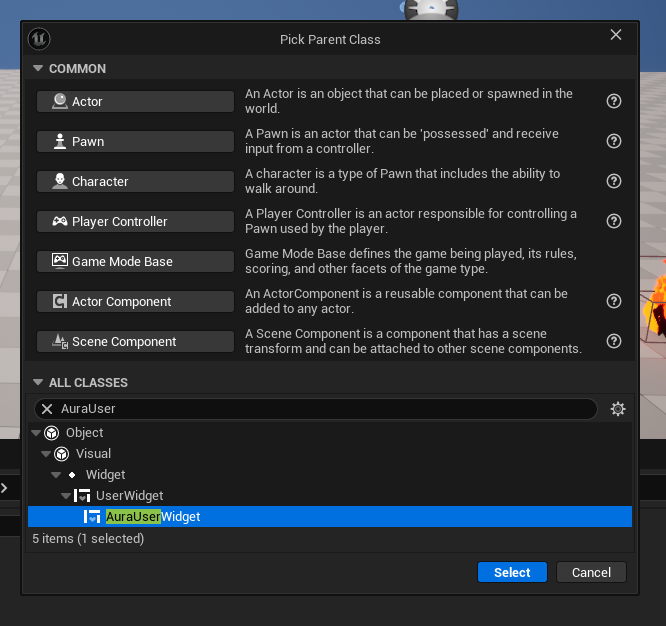 Pick Parent Class
COMMON
Actor
An Actor is an object that can be placed or spawned in the
world.
Pawn
A Pawn is an actor that can be 'possessed' and receive
input from a controller.
Character
A character is a type of Pawn that includes the ability to
walk around.
Player Controller
A Player Controller is an actor responsible for controlling a
Pawn used by the player.
Game Mode Base
Game Mode Base defines the game being played, its rules,
scoring, and other facets of the game type.
Actor Component
An ActorComponent is a reusable component that can be
added to any actor.
Scene Component
A Scene Component is a component that has a scene
transform and can be attached to other scene components.
ALL CLASSES
AuraUser
Object
Visual
Widget
UserWidget
AuraUserWidget
5 items (1 selected)
Select
Cancel